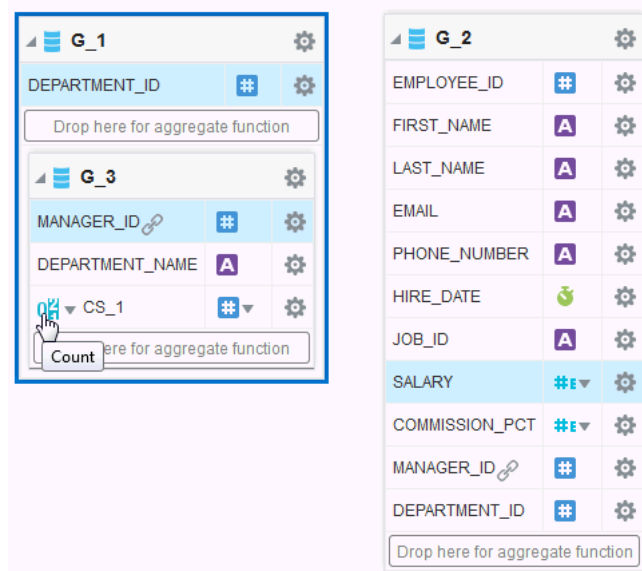 G_1
DEPARTMENT_ID #
Drop here for aggregate function
G_3
MANAGER_ID #
DEPARTMENT_NAME A
CS_1 #
Count
ere for aggregate function
G_2
EMPLOYEE_ID #
FIRST_NAME A
LAST_NAME A
EMAIL A
PHONE_NUMBER A
HIRE_DATE
JOB_ID A
SALARY #E
COMMISSION_PCT #E
MANAGER_ID #
DEPARTMENT_ID #
Drop here for aggregate function